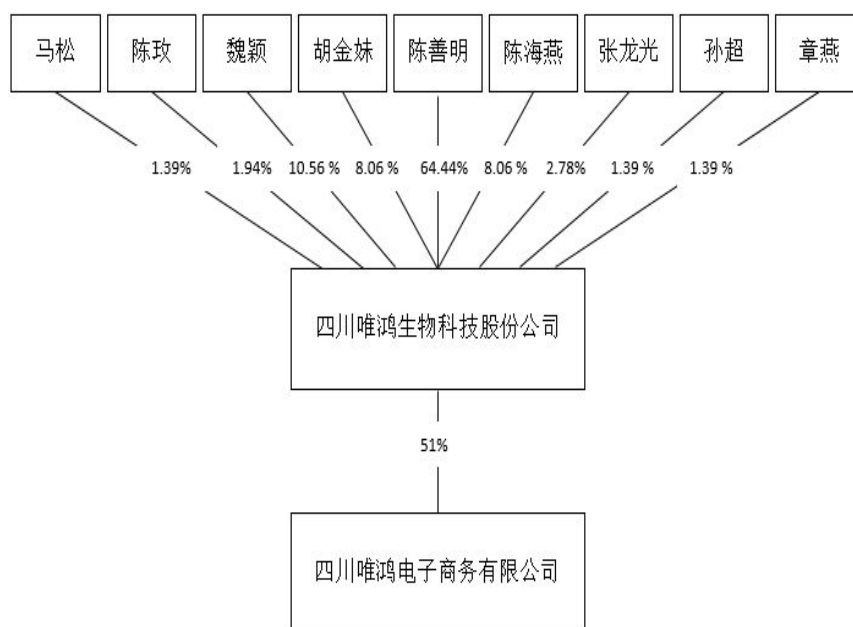 马松 陈玫 魏颖 胡金妹 陈善明 陈海燕 张龙光 孙超 章燕
1.39% 1.94% 10.56 % 8.06 % 64.44% 8.06 % 2.78% 1.39 % 1.39 %
四川唯鸿生物科技股份公司
51%
四川唯鸿电子商务有限公司